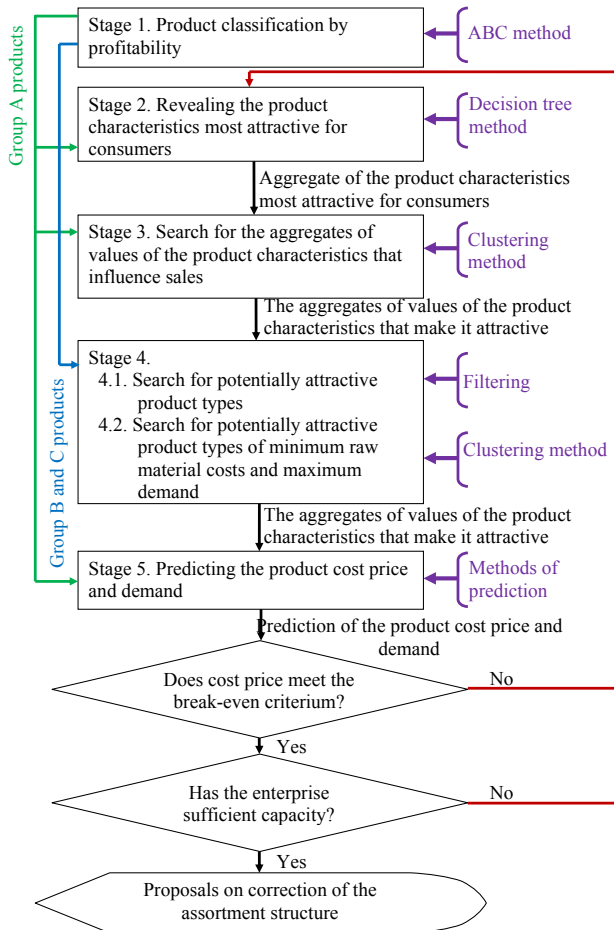 Stage 1. Product classification by
profitability
ABC method
Group A products
Stage 2. Revealing the product
characteristics most attractive for
consumers
Decision tree
method
Aggregate of the product characteristics
most attractive for consumers
Stage 3. Search for the aggregates of
values of the product characteristics that
influence sales
Clustering
method
The aggregates of values of the product
characteristics that make it attractive
Stage 4.
4.1. Search for potentially attractive
product types
4.2. Search for potentially attractive
product types of minimum raw
material costs and maximum
demand
Filtering
Clustering method
Group B and C products
The aggregates of values of the product
characteristics that make it attractive
Stage 5. Predicting the product cost price
and demand
Methods of
prediction
Prediction of the product cost price and
demand
Does cost price meet the
break-even criterium?
No
Yes
Has the enterprise
sufficient capacity?
No
Yes
Proposals on correction of the
assortment structure